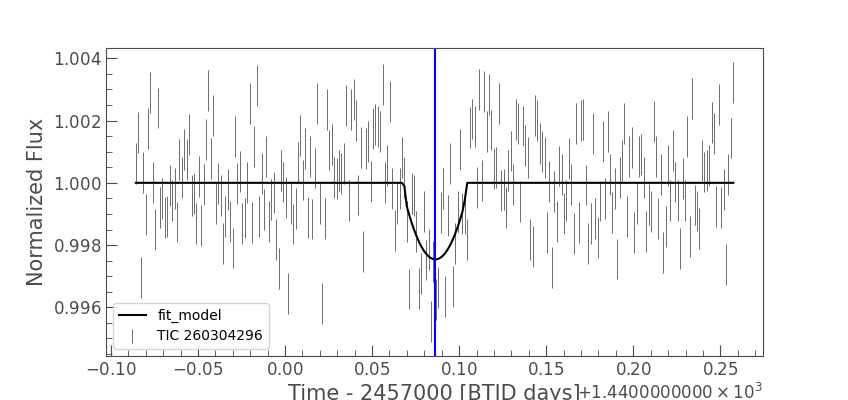 1.004
1.002
1.000
0.998
0.996
Normalized Flux
fit_model
TIC 260304296
−0.10 −0.05 0.00 0.05 0.10 0.15 0.20 0.25
Time - 2457000 [BTJD days]
+1.4400000000×10³